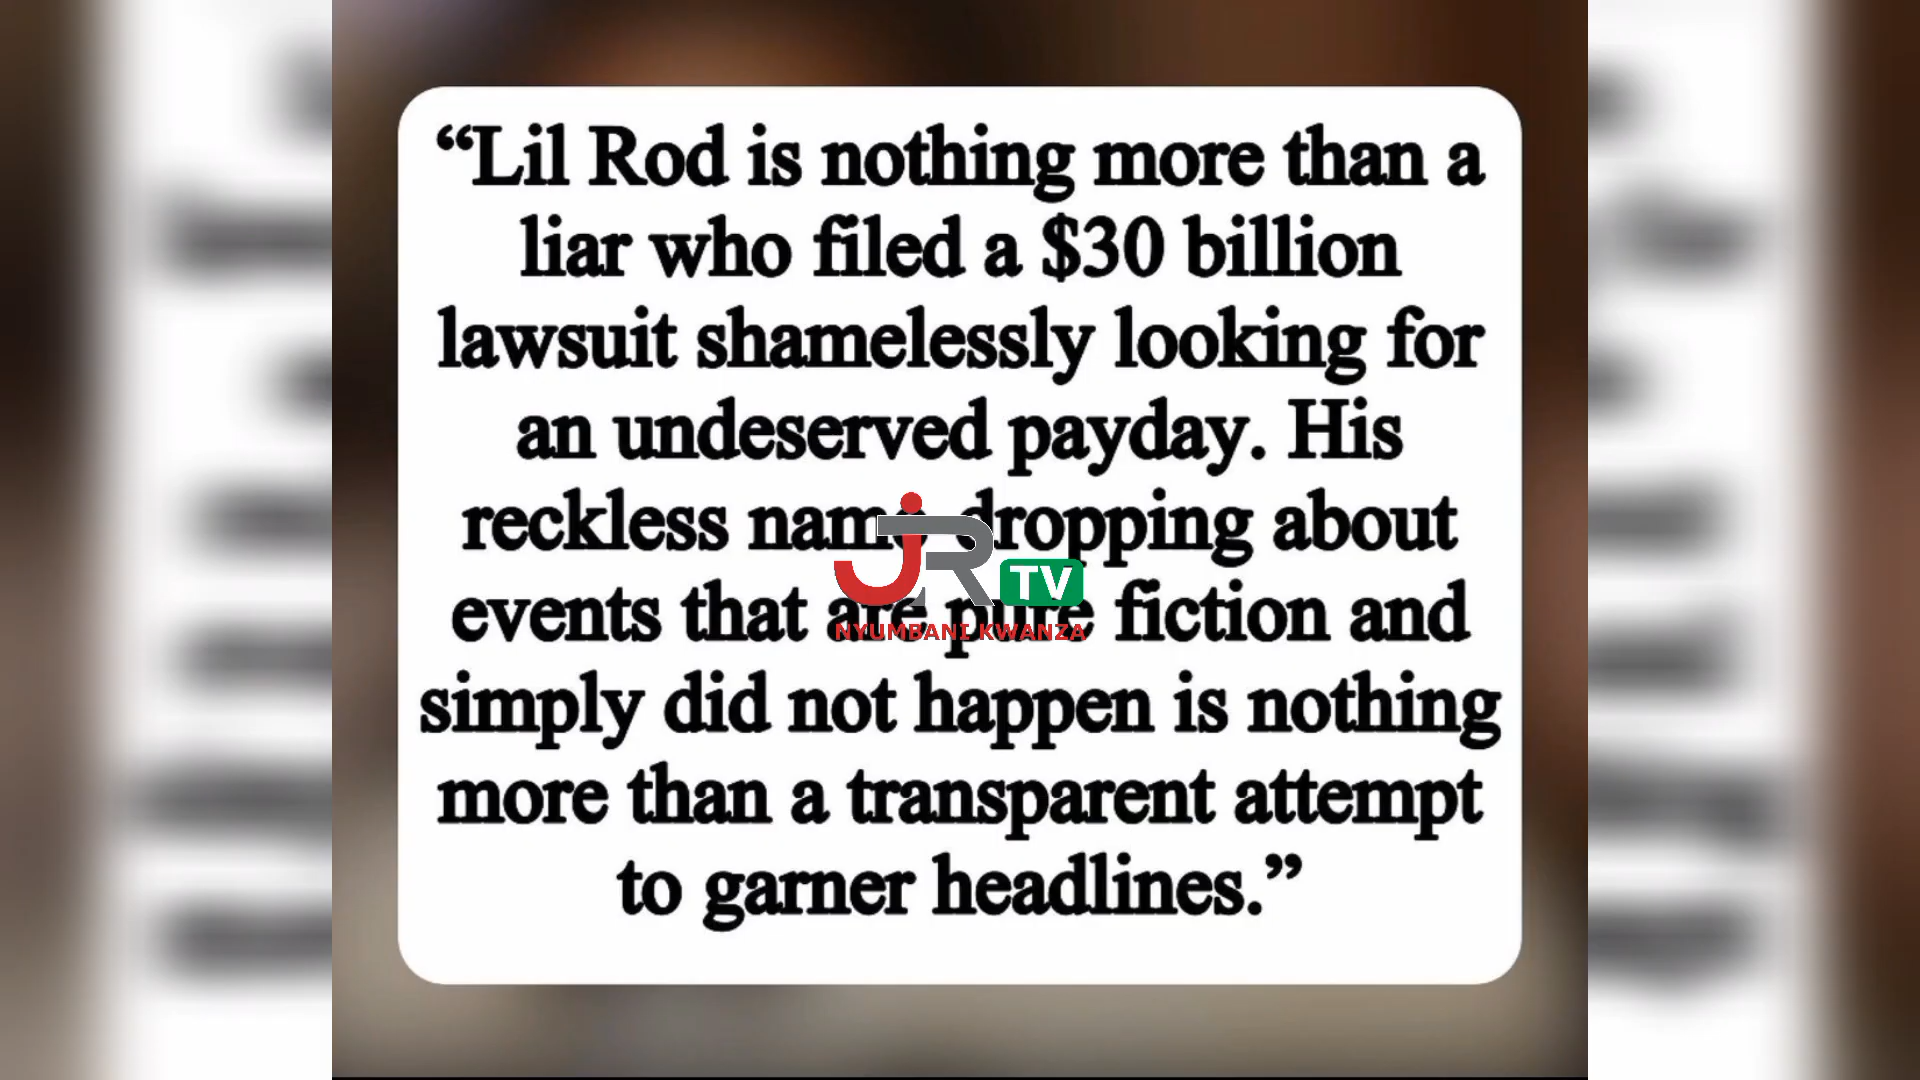 “Lil Rod is nothing more than a
liar who filed a $30 billion
lawsuit shamelessly looking for
an undeserved payday. His
reckless name dropping about
events that are pure fiction and
simply did not happen is nothing
more than a transparent attempt
to garner headlines.”
JR TV
NYUMBANI KWANZA